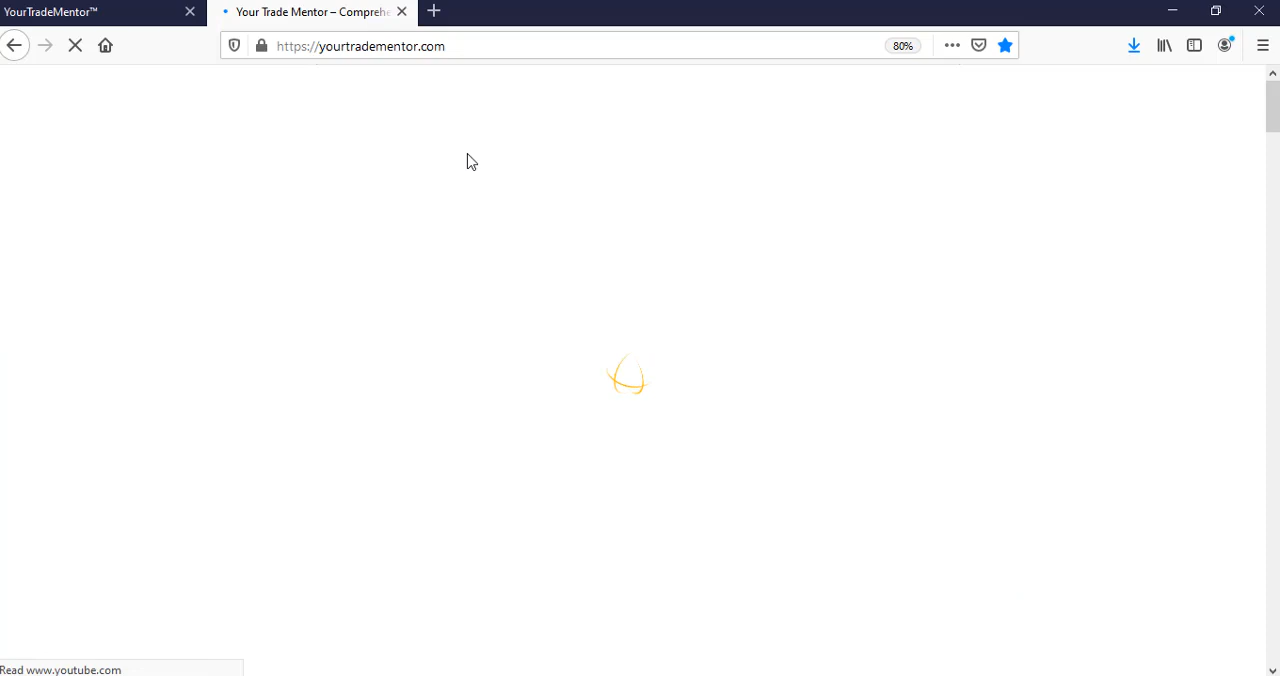 YourTradeMentor™
Your Trade Mentor – Comprehe
https://yourtradementor.com
80%
Read www.youtube.com